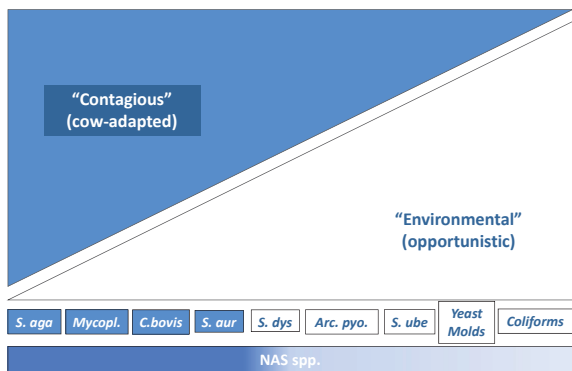 “Contagious”
(cow-adapted)
“Environmental”
(opportunistic)
S. aga Mycopl. C.bovis S. aur S. dys Arc. pyo. S. ube Yeast Molds Coliforms
NAS spp.